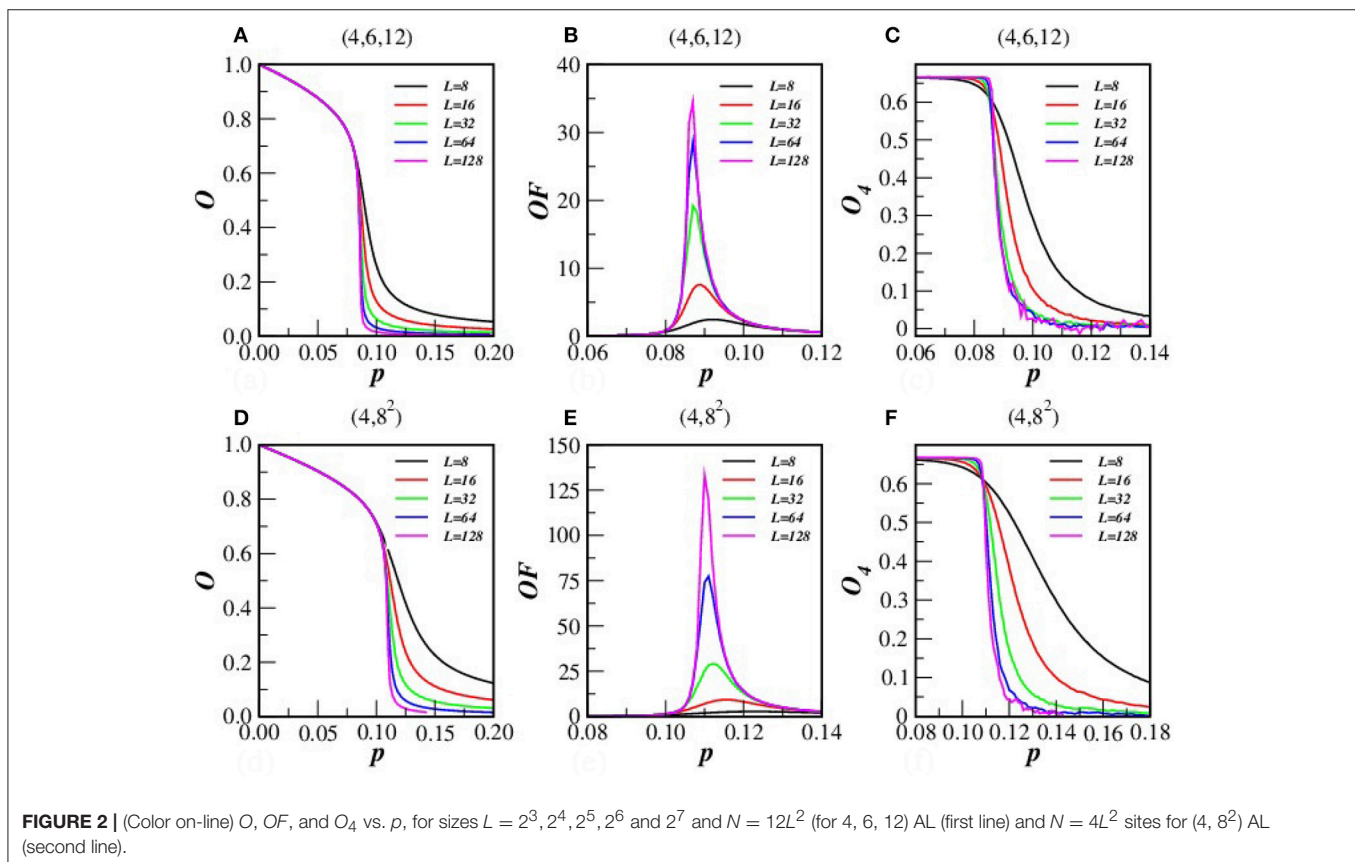 A (4,6,12)
B (4,6,12)
C (4,6,12)
1.0
0.8
0.6
0.4
0.2
0.0
O
L=8
L=16
L=32
L=64
L=128
0.00 0.05 0.10 0.15 0.20
p
(a)
40
30
20
10
0
OF
L=8
L=16
L=32
L=64
L=128
0.06 0.08 0.10 0.12
p
(b)
0.6
0.5
0.4
0.3
0.2
0.1
0
O₄
L=8
L=16
L=32
L=64
L=128
0.06 0.08 0.10 0.12 0.14
p
(c)
D (4,8²)
E (4,8²)
F (4,8²)
1.0
0.8
0.6
0.4
0.2
0.0
O
L=8
L=16
L=32
L=64
L=128
0.00 0.05 0.10 0.15 0.20
p
(d)
150
125
100
75
50
25
0
OF
L=8
L=16
L=32
L=64
L=128
0.08 0.10 0.12 0.14
p
(e)
0.6
0.5
0.4
0.3
0.2
0.1
0
O₄
L=8
L=16
L=32
L=64
L=128
0.08 0.10 0.12 0.14 0.16 0.18
p
(f)
FIGURE 2 | (Color on-line) O, OF, and O₄ vs. p, for sizes L = 2³, 2⁴, 2⁵, 2⁶ and 2⁷ and N = 12L² (for 4, 6, 12) AL (first line) and N = 4L² sites for (4, 8²) AL
(second line).